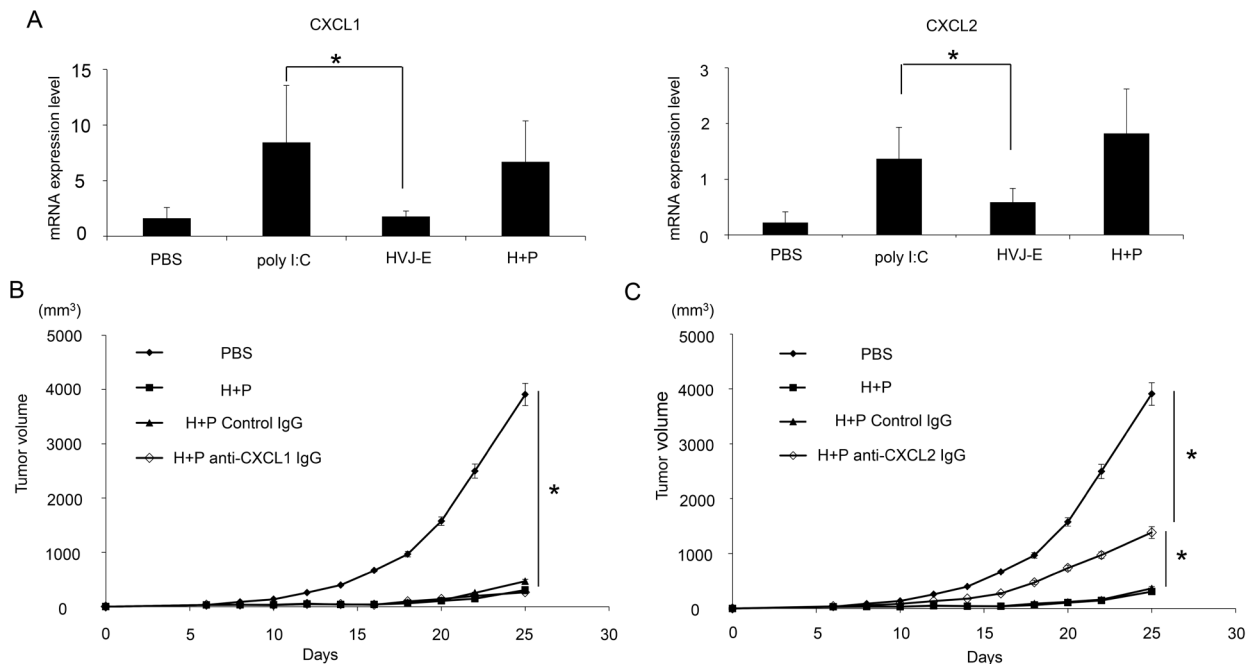 A
CXCL1
mRNA expression level
15
10
5
0
*
PBS
poly I:C
HVJ-E
H+P
CXCL2
mRNA expression level
3
2
1
0
*
PBS
poly I:C
HVJ-E
H+P
B
(mm³)
Tumor volume
5000
4000
3000
2000
1000
0
PBS
H+P
H+P Control IgG
H+P anti-CXCL1 IgG
*
0
5
10
15
20
25
30
Days
C
(mm³)
Tumor volume
5000
4000
3000
2000
1000
0
PBS
H+P
H+P Control IgG
H+P anti-CXCL2 IgG
*
*
0
5
10
15
20
25
30
Days